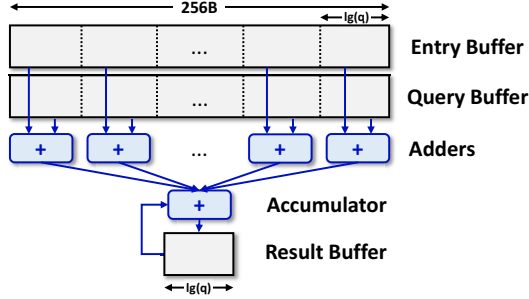 256B
lg(q)
...
Entry Buffer
...
Query Buffer
+ + ... + +
Adders
+
Accumulator
Result Buffer
lg(q)